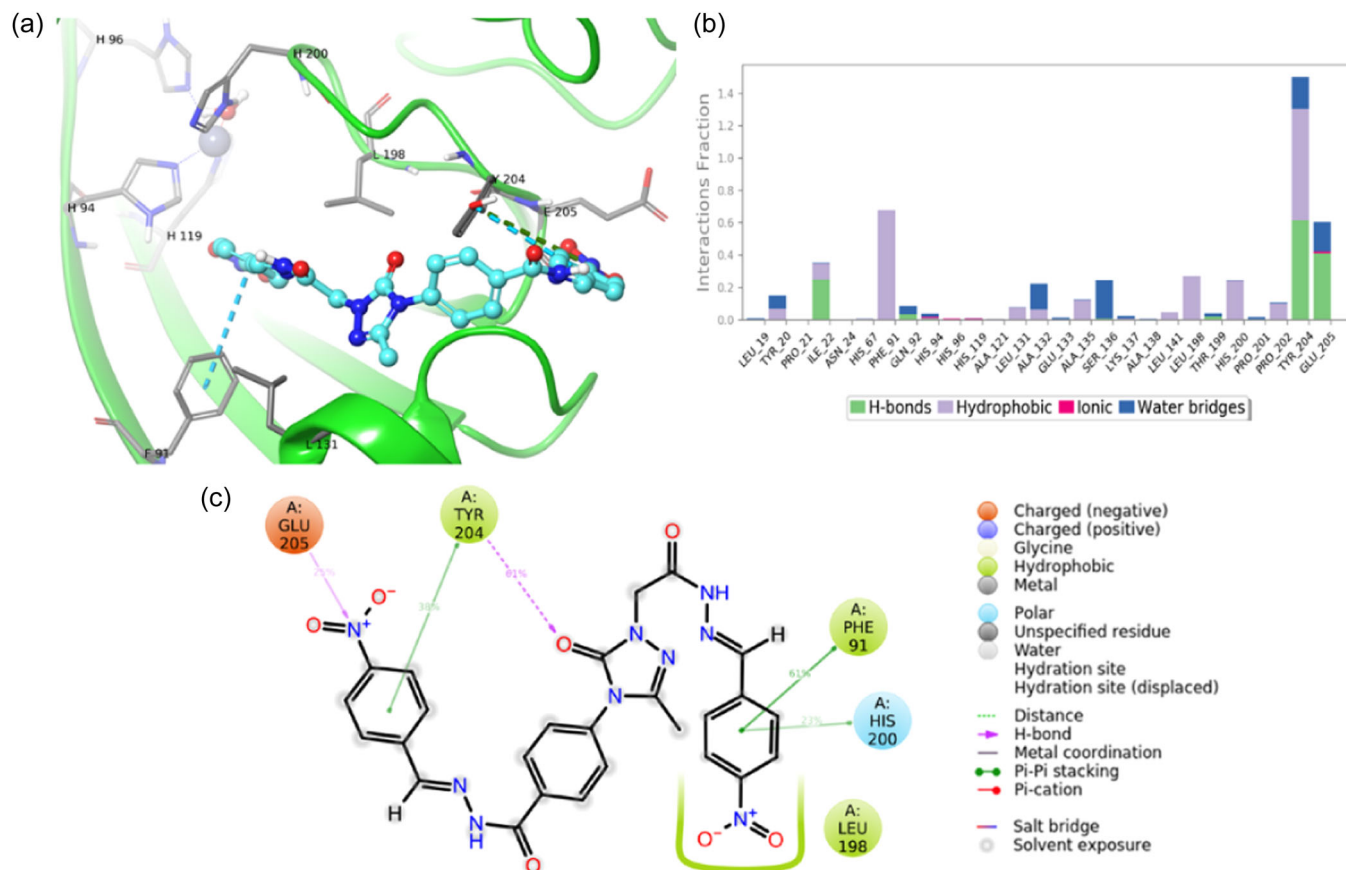 (a)
H 96
H 200
L 198
Y 204
E 205
H 94
H 119
F 91
L 131
(b)
Interactions Fraction
1.4
1.2
1.0
0.8
0.6
0.4
0.2
0.0
LEU_19
TYR_20
PRO_21
ILE_22
ASN_24
HIS_67
PHE_91
GLN_92
HIS_94
HIS_96
HIS_119
ALA_121
LEU_131
ALA_132
GLU_133
ALA_135
SER_136
LYS_137
ALA_138
LEU_141
LEU_198
THR_199
HIS_200
PRO_201
PRO_202
TYR_204
GLU_205
H-bonds Hydrophobic Ionic Water bridges
(c)
A:
GLU
205
A:
TYR
204
A:
PHE
91
A:
HIS
200
A:
LEU
198
38%
61%
61%
23%
O
O⁻
O
N⁺
O
N
N
N
NH
N
H
H
N
N
H
O
O⁻
N⁺
O
Charged (negative)
Charged (positive)
Glycine
Hydrophobic
Metal
Polar
Unspecified residue
Water
Hydration site
Hydration site (displaced)
Distance
H-bond
Metal coordination
Pi-Pi stacking
Pi-cation
Salt bridge
Solvent exposure